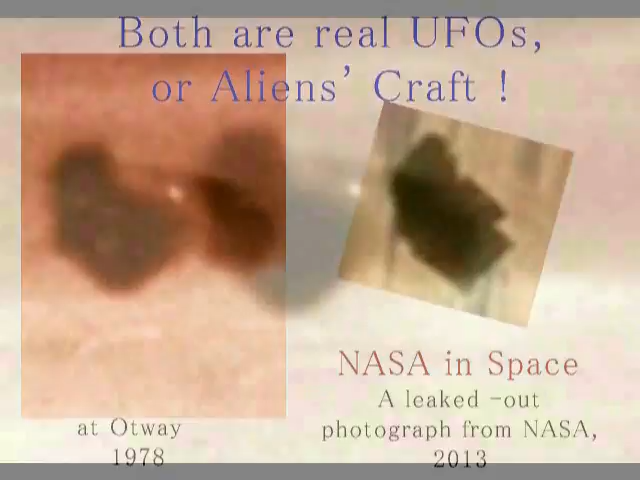 Both are real UFOs,
or Aliens' Craft !
NASA in Space
A leaked -out
photograph from NASA,
2013
at Otway
1978